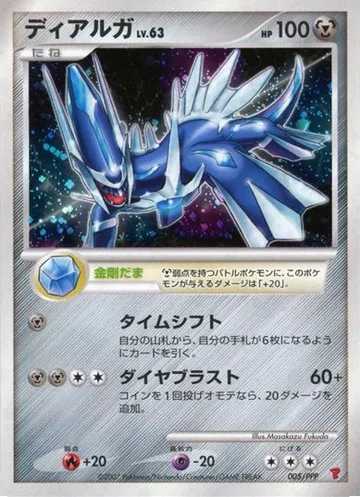 ディアルガ LV.63 HP 100
たね
金剛だま 弱点を持つバトルポケモンに、このポケ
モンが与えるダメージは「+20」。
タイムシフト
自分の山札から、自分の手札が6枚になるよう
にカードを引く。
ダイヤブラスト 60+
コインを1回投げオモテなら、20ダメージを
追加。
Illus. Masakazu Fukuda
弱点 抵抗力 にげる
+20 -20
005/PPP
©2007 Pokémon/Nintendo/Creatures/GAME FREAK